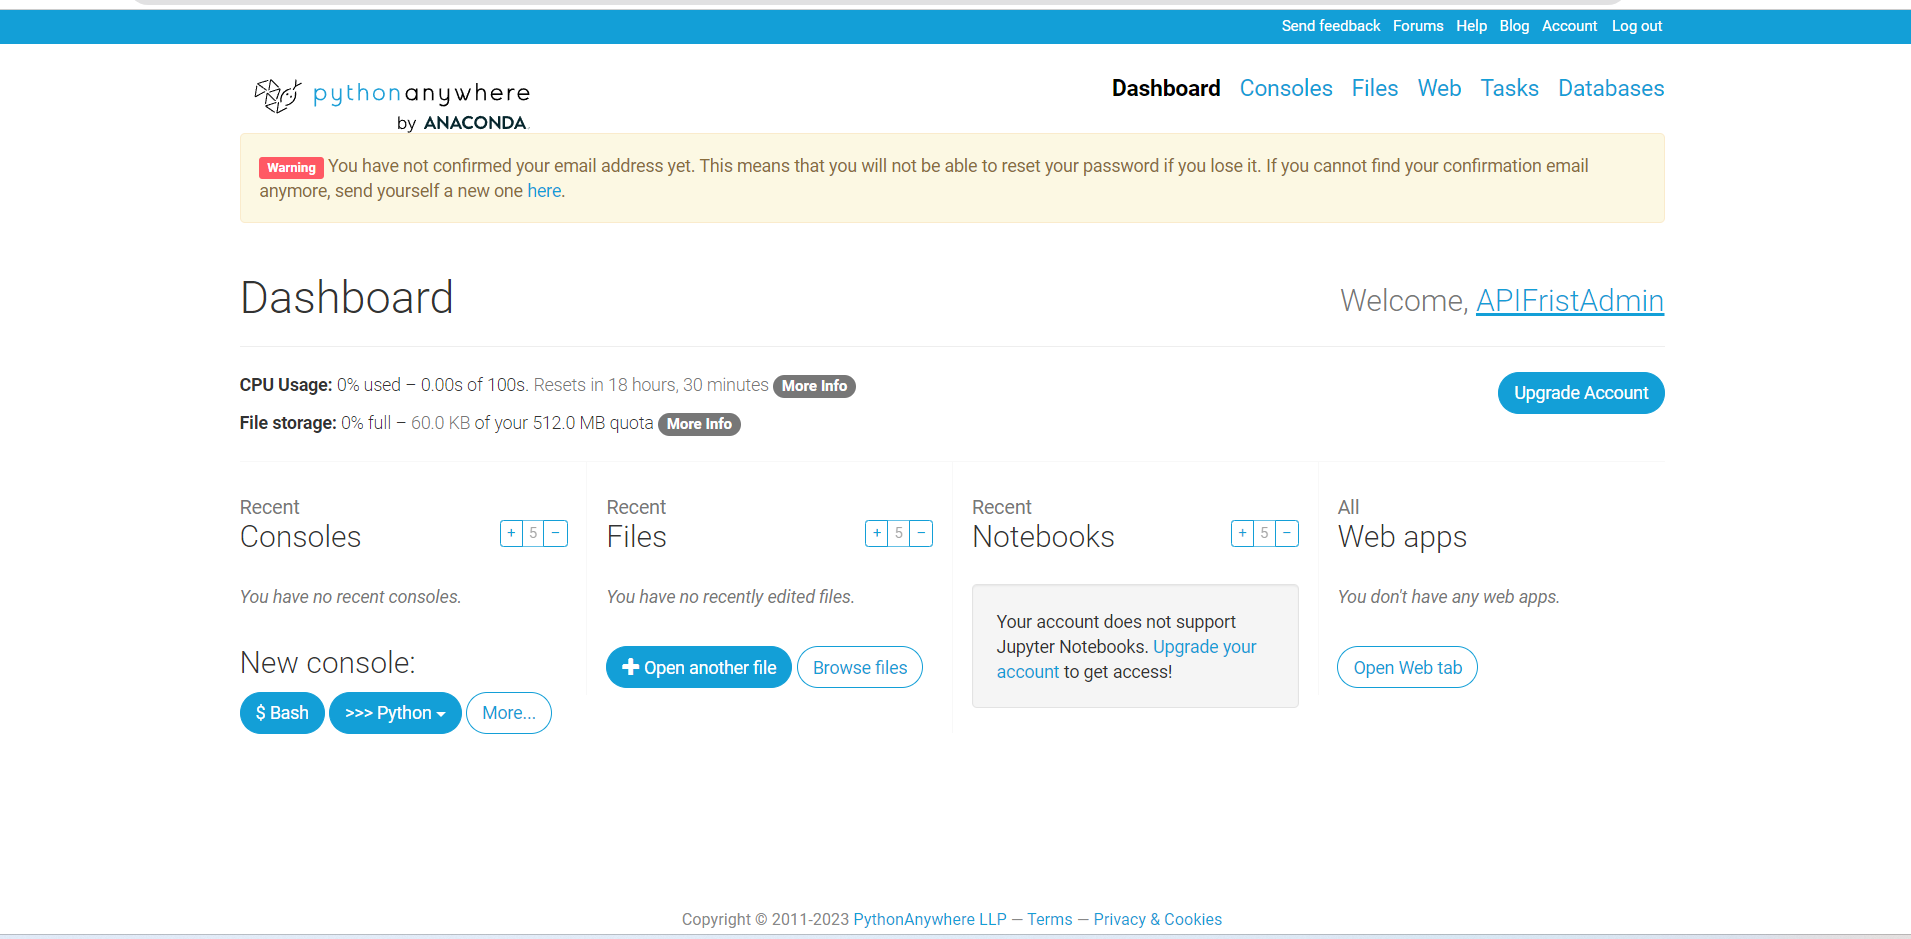 Send feedback Forums Help Blog Account Log out
pythonanywhere
by ANACONDA
Dashboard Consoles Files Web Tasks Databases
Warning You have not confirmed your email address yet. This means that you will not be able to reset your password if you lose it. If you cannot find your confirmation email
anymore, send yourself a new one here.
Dashboard
Welcome, APIFristAdmin
CPU Usage: 0% used – 0.00s of 100s. Resets in 18 hours, 30 minutes More Info
Upgrade Account
File storage: 0% full – 60.0 KB of your 512.0 MB quota More Info
Recent
Consoles
+ 5 −
You have no recent consoles.
New console:
$ Bash >>> Python More...
Recent
Files
+ 5 −
You have no recently edited files.
Open another file Browse files
Recent
Notebooks
+ 5 −
Your account does not support
Jupyter Notebooks. Upgrade your
account to get access!
All
Web apps
You don't have any web apps.
Open Web tab
Copyright © 2011-2023 PythonAnywhere LLP — Terms — Privacy & Cookies